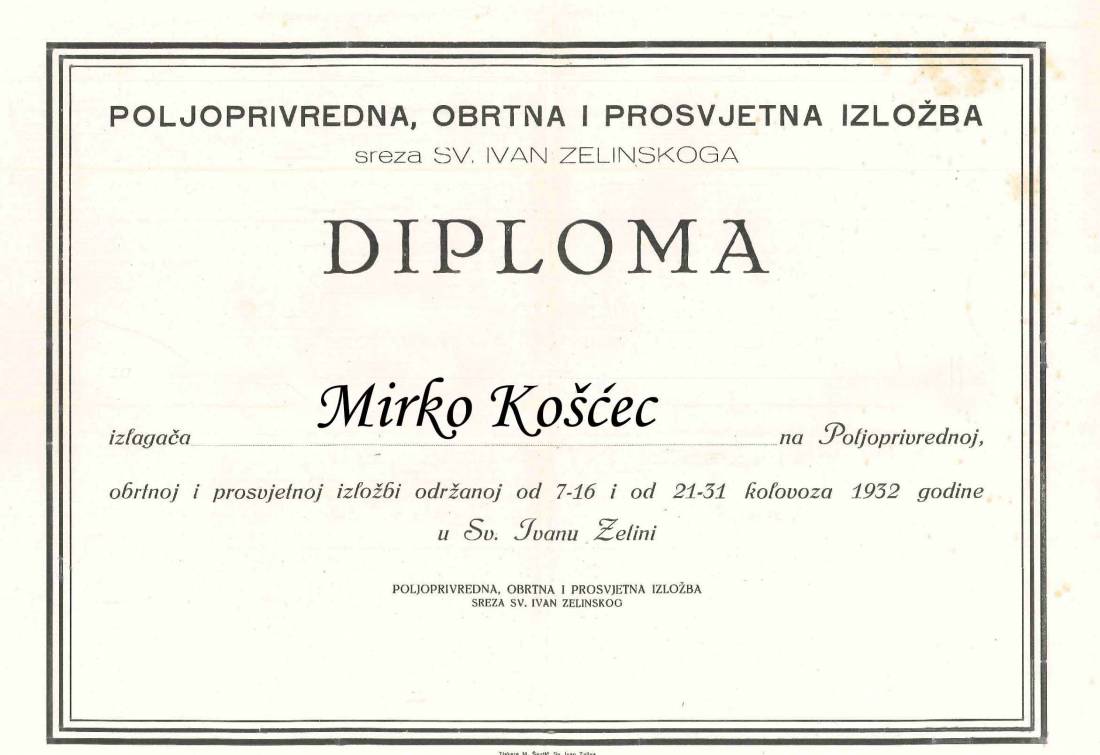 POLJOPRIVREDNA, OBRTNA I PROSVJETNA IZLOŽBA
sreza SV. IVAN ZELINSKOGA
DIPLOMA
Mirko Košćec
izlagača na Poljoprivrednoj,
obrtnoj i prosvjetnoj izložbi održanoj od 7-16 i od 21-31 kolovoza 1932 godine
u Sv. Ivanu Zelini
POLJOPRIVREDNA, OBRTNA I PROSVJETNA IZLOŽBA
SREZA SV. IVAN ZELINSKOG